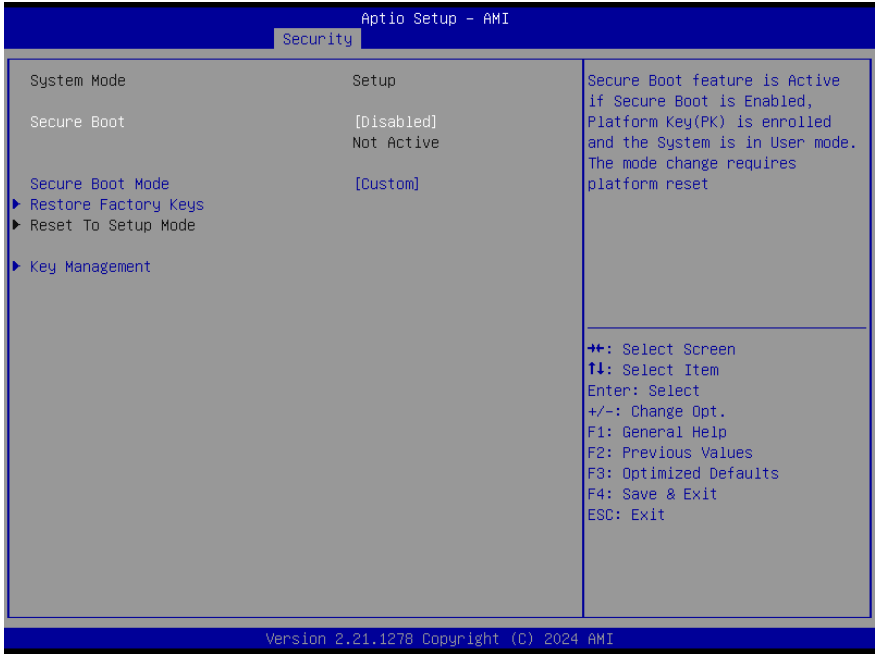 Aptio Setup – AMI
Security
System Mode Setup
Secure Boot [Disabled]
Not Active
Secure Boot Mode [Custom]
Restore Factory Keys
Reset To Setup Mode
Key Management
Secure Boot feature is Active
if Secure Boot is Enabled,
Platform Key(PK) is enrolled
and the System is in User mode.
The mode change requires
platform reset
→←: Select Screen
↑↓: Select Item
Enter: Select
+/-: Change Opt.
F1: General Help
F2: Previous Values
F3: Optimized Defaults
F4: Save & Exit
ESC: Exit
Version 2.21.1278 Copyright (C) 2024 AMI